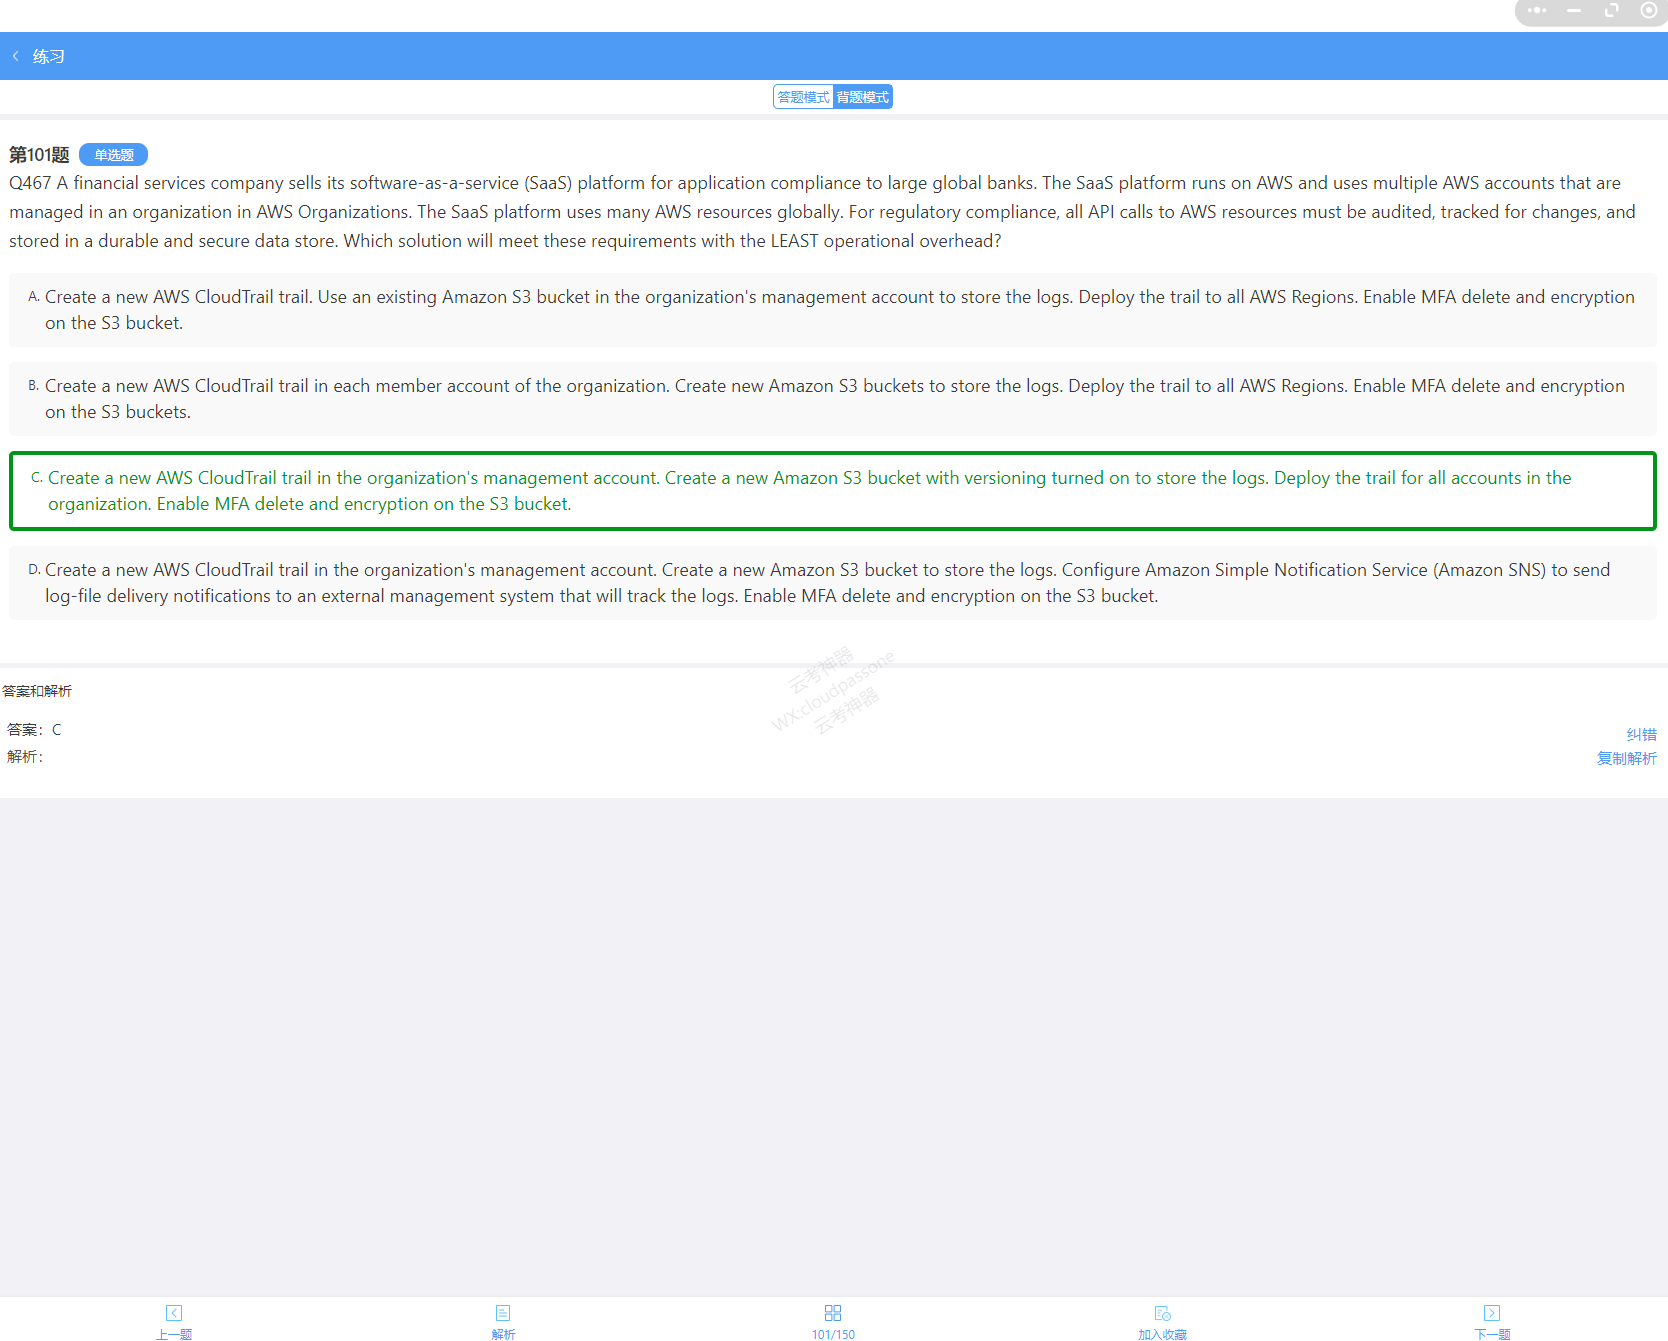 练习
答题模式 背题模式
第101题 单选题
Q467 A financial services company sells its software-as-a-service (SaaS) platform for application compliance to large global banks. The SaaS platform runs on AWS and uses multiple AWS accounts that are
managed in an organization in AWS Organizations. The SaaS platform uses many AWS resources globally. For regulatory compliance, all API calls to AWS resources must be audited, tracked for changes, and
stored in a durable and secure data store. Which solution will meet these requirements with the LEAST operational overhead?
A. Create a new AWS CloudTrail trail. Use an existing Amazon S3 bucket in the organization's management account to store the logs. Deploy the trail to all AWS Regions. Enable MFA delete and encryption
on the S3 bucket.
B. Create a new AWS CloudTrail trail in each member account of the organization. Create new Amazon S3 buckets to store the logs. Deploy the trail to all AWS Regions. Enable MFA delete and encryption
on the S3 buckets.
C. Create a new AWS CloudTrail trail in the organization's management account. Create a new Amazon S3 bucket with versioning turned on to store the logs. Deploy the trail for all accounts in the
organization. Enable MFA delete and encryption on the S3 bucket.
D. Create a new AWS CloudTrail trail in the organization's management account. Create a new Amazon S3 bucket to store the logs. Configure Amazon Simple Notification Service (Amazon SNS) to send
log-file delivery notifications to an external management system that will track the logs. Enable MFA delete and encryption on the S3 bucket.
云考神器
WX:cloudpassone
云考神器
答案和解析
答案：C
解析：
纠错
复制解析
上一题
解析
101/150
加入收藏
下一题